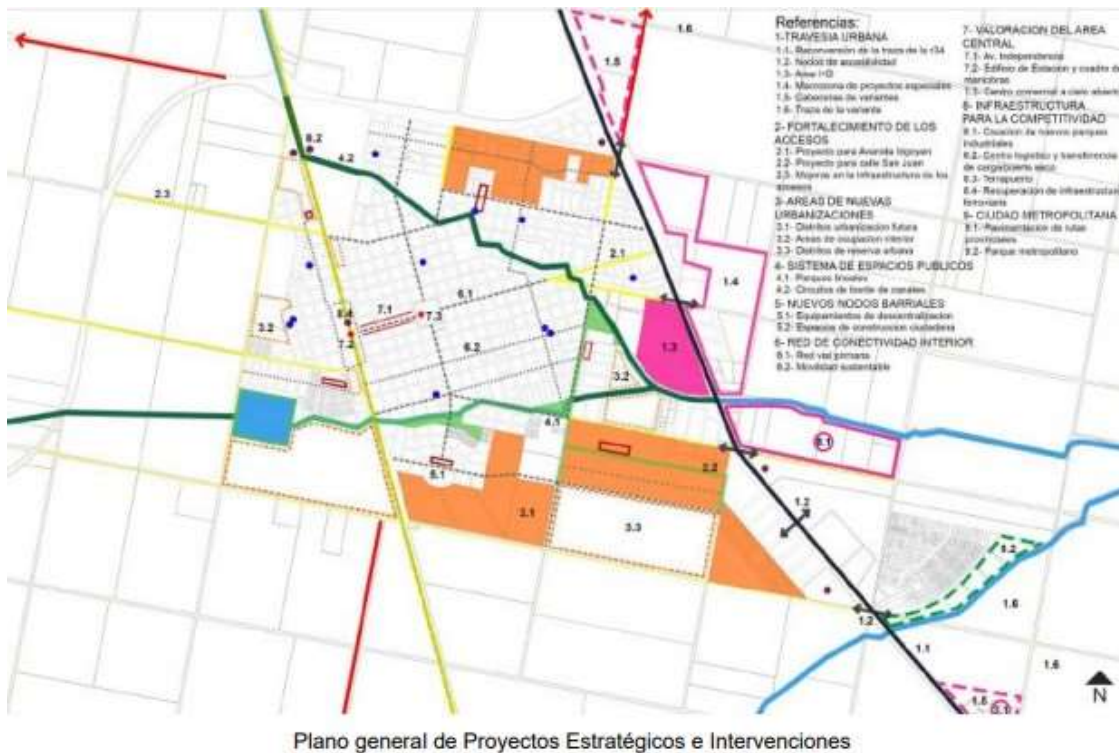 Referencias:
1-TRAVESIA URBANA
1.1- Reconversión de la traza de la r34
1.2- Nodos de accesibilidad
1.3- Area I+D
1.4- Macrozona de proyectos especiales
1.5- Cabeceras de variantes
1.6- Traza de la variante
2- FORTALECIMIENTO DE LOS
ACCESOS
2.1- Proyecto para Avenida Irigoyen
2.2- Proyecto para calle San Juan
2.3- Mejoras en la infraestructura de los
accesos
3- AREAS DE NUEVAS
URBANIZACIONES
3.1- Distritos urbanización futura
3.2- Areas de ocupacion interior
3.3- Distritos de reserva urbana
4- SISTEMA DE ESPACIOS PUBLICOS
4.1- Parques lineales
4.2- Circuitos de borde de canales
5- NUEVOS NODOS BARRIALES
5.1- Equipamientos de descentralizacion
5.2- Espacios de construccion ciudadana
6- RED DE CONECTIVIDAD INTERIOR
6.1- Red vial primaria
6.2- Movilidad sustentable
7- VALORACION DEL AREA
CENTRAL
7.1- Av. Independencia
7.2- Edificio de Estación y cuadro de
maniobras
7.3- Centro comercial a cielo abierto
8- INFRAESTRUCTURA
PARA LA COMPETITIVIDAD
8.1- Creacion de nuevos parques
industriales
8.2- Centro logistico y transferencia
de cargas/puerto seco
8.3- Terrapuerto
8.4- Recuperacion de infraestructura
ferroviaria
9- CIUDAD METROPOLITANA
9.1- Pavimentación de rutas
provinciales
9.2- Parque metropolitano
1.6
1.5
8.2
4.2
2.3
2.1
1.4
6.1
7.1
7.3
8.4
7.2
3.2
6.2
1.3
3.2
4.1
2.2
5.1
3.1
3.3
1.2
9.2
1.6
1.2
1.1
1.6
1.5
N
Plano general de Proyectos Estratégicos e Intervenciones